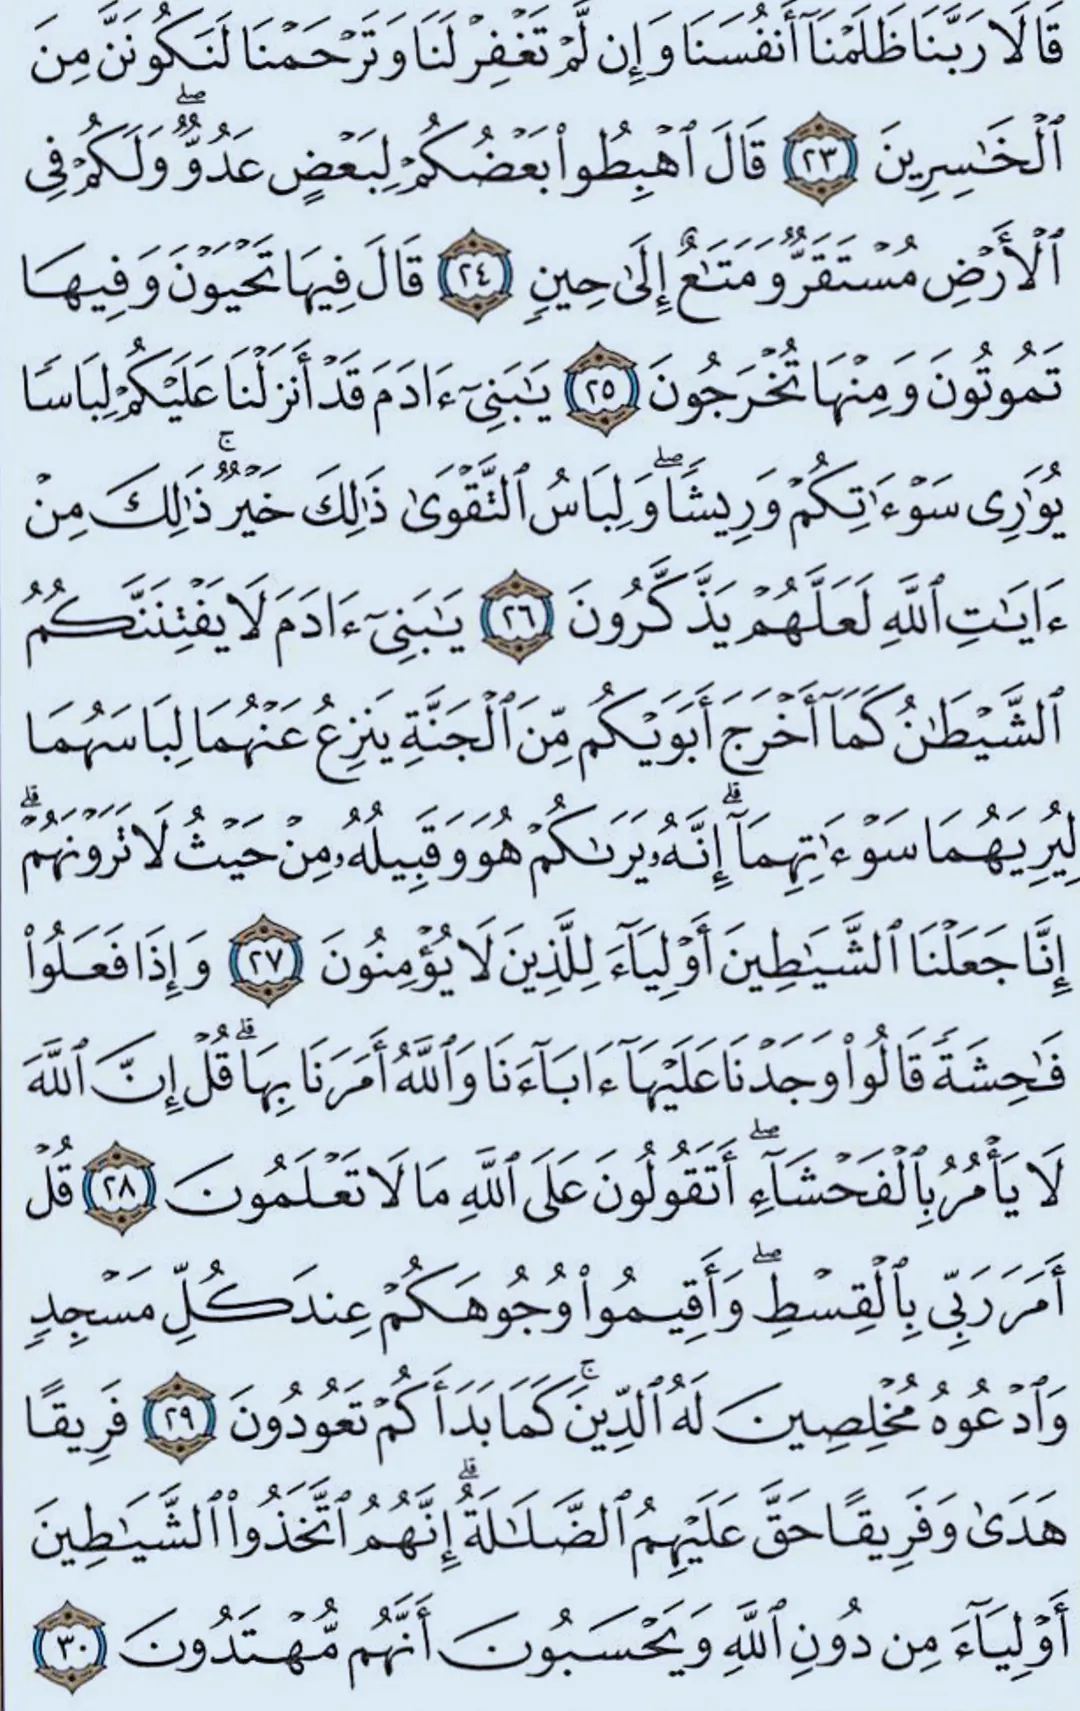 قَالَا رَبَّنَا ظَلَمْنَآ أَنفُسَنَا وَإِن لَّمْ تَغْفِرْ لَنَا وَتَرْحَمْنَا لَنَكُونَنَّ مِنَ
ٱلْخَٰسِرِينَ ٢٣ قَالَ ٱهْبِطُوا۟ بَعْضُكُمْ لِبَعْضٍ عَدُوٌّ ۖ وَلَكُمْ فِى
ٱلْأَرْضِ مُسْتَقَرٌّ وَمَتَٰعٌ إِلَىٰ حِينٍ ٢٤ قَالَ فِيهَا تَحْيَوْنَ وَفِيهَا
تَمُوتُونَ وَمِنْهَا تُخْرَجُونَ ٢٥ يَٰبَنِىٓ ءَادَمَ قَدْ أَنزَلْنَا عَلَيْكُمْ لِبَاسًا
يُوَٰرِى سَوْءَٰتِكُمْ وَرِيشًا ۖ وَلِبَاسُ ٱلتَّقْوَىٰ ذَٰلِكَ خَيْرٌ ۚ ذَٰلِكَ مِنْ
ءَايَٰتِ ٱللَّهِ لَعَلَّهُمْ يَذَّكَّرُونَ ٢٦ يَٰبَنِىٓ ءَادَمَ لَا يَفْتِنَنَّكُمُ
ٱلشَّيْطَٰنُ كَمَآ أَخْرَجَ أَبَوَيْكُم مِّنَ ٱلْجَنَّةِ يَنزِعُ عَنْهُمَا لِبَاسَهُمَا
لِيُرِيَهُمَا سَوْءَٰتِهِمَآ ۗ إِنَّهُۥ يَرَىٰكُمْ هُوَ وَقَبِيلُهُۥ مِنْ حَيْثُ لَا تَرَوْنَهُمْ ۗ
إِنَّا جَعَلْنَا ٱلشَّيَٰطِينَ أَوْلِيَآءَ لِلَّذِينَ لَا يُؤْمِنُونَ ٢٧ وَإِذَا فَعَلُوا۟
فَٰحِشَةً قَالُوا۟ وَجَدْنَا عَلَيْهَآ ءَابَآءَنَا وَٱللَّهُ أَمَرَنَا بِهَا ۗ قُلْ إِنَّ ٱللَّهَ
لَا يَأْمُرُ بِٱلْفَحْشَآءِ ۖ أَتَقُولُونَ عَلَى ٱللَّهِ مَا لَا تَعْلَمُونَ ٢٨ قُلْ
أَمَرَ رَبِّى بِٱلْقِسْطِ ۖ وَأَقِيمُوا۟ وُجُوهَكُمْ عِندَ كُلِّ مَسْجِدٍ
وَٱدْعُوهُ مُخْلِصِينَ لَهُ ٱلدِّينَ ۚ كَمَا بَدَأَكُمْ تَعُودُونَ ٢٩ فَرِيقًا
هَدَىٰ وَفَرِيقًا حَقَّ عَلَيْهِمُ ٱلضَّلَٰلَةُ ۗ إِنَّهُمُ ٱتَّخَذُوا۟ ٱلشَّيَٰطِينَ
أَوْلِيَآءَ مِن دُونِ ٱللَّهِ وَيَحْسَبُونَ أَنَّهُم مُّهْتَدُونَ ٣٠